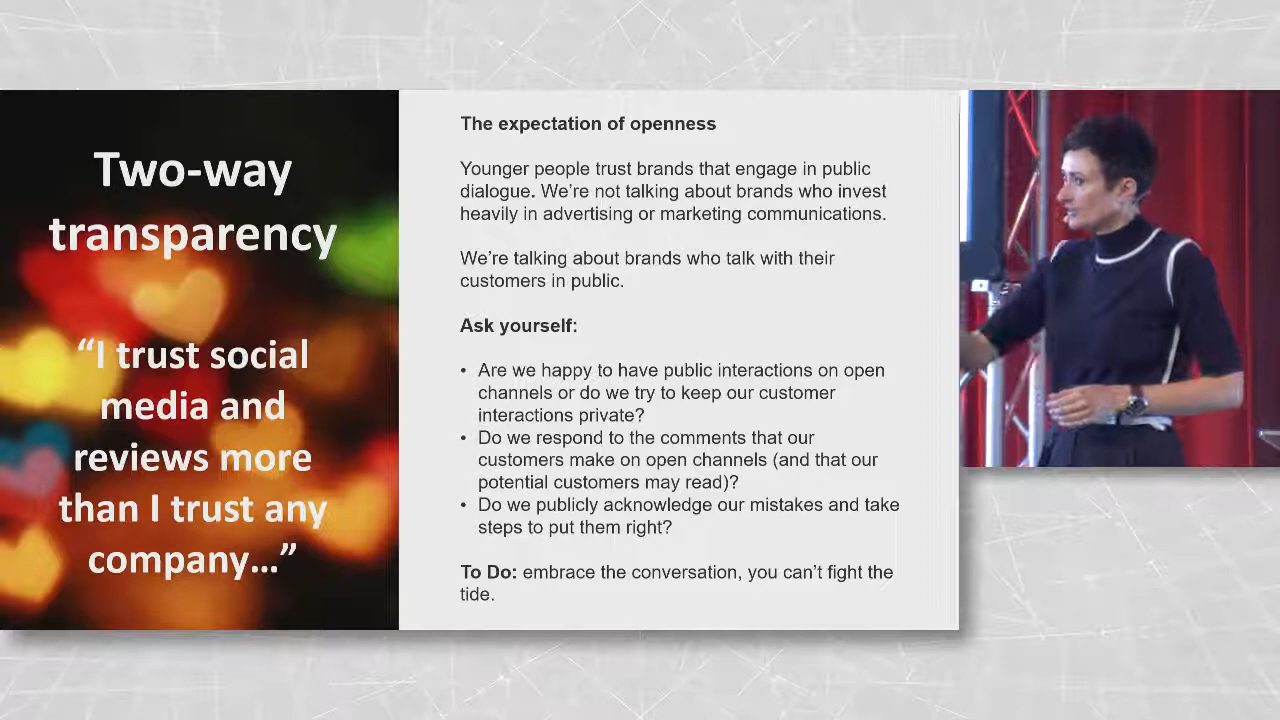 Two-way
transparency
“I trust social
media and
reviews more
than I trust any
company…”
The expectation of openness
Younger people trust brands that engage in public
dialogue. We’re not talking about brands who invest
heavily in advertising or marketing communications.
We’re talking about brands who talk with their
customers in public.
Ask yourself:
• Are we happy to have public interactions on open
channels or do we try to keep our customer
interactions private?
• Do we respond to the comments that our
customers make on open channels (and that our
potential customers may read)?
• Do we publicly acknowledge our mistakes and take
steps to put them right?
To Do: embrace the conversation, you can’t fight the
tide.